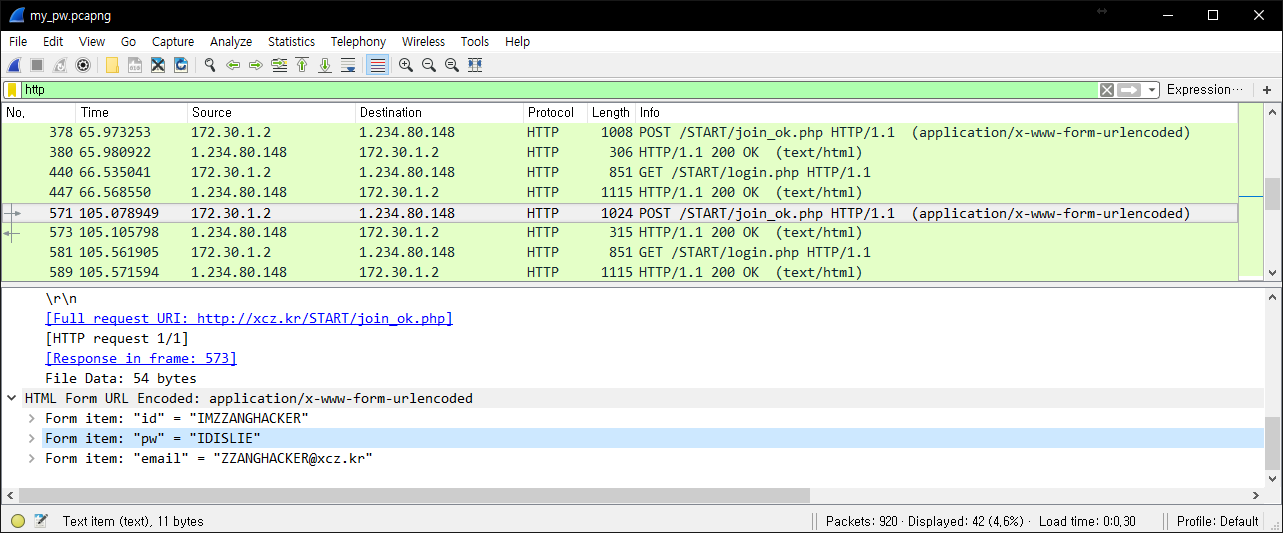 my_pw.pcapng
File Edit View Go Capture Analyze Statistics Telephony Wireless Tools Help
http Expression… +
No. Time Source Destination Protocol Length Info
378 65.973253 172.30.1.2 1.234.80.148 HTTP 1008 POST /START/join_ok.php HTTP/1.1 (application/x-www-form-urlencoded)
380 65.980922 1.234.80.148 172.30.1.2 HTTP 306 HTTP/1.1 200 OK (text/html)
440 66.535041 172.30.1.2 1.234.80.148 HTTP 851 GET /START/login.php HTTP/1.1
447 66.568550 1.234.80.148 172.30.1.2 HTTP 1115 HTTP/1.1 200 OK (text/html)
571 105.078949 172.30.1.2 1.234.80.148 HTTP 1024 POST /START/join_ok.php HTTP/1.1 (application/x-www-form-urlencoded)
573 105.105798 1.234.80.148 172.30.1.2 HTTP 315 HTTP/1.1 200 OK (text/html)
581 105.561905 172.30.1.2 1.234.80.148 HTTP 851 GET /START/login.php HTTP/1.1
589 105.571594 1.234.80.148 172.30.1.2 HTTP 1115 HTTP/1.1 200 OK (text/html)
\r\n
[Full request URI: http://xcz.kr/START/join_ok.php]
[HTTP request 1/1]
[Response in frame: 573]
File Data: 54 bytes
HTML Form URL Encoded: application/x-www-form-urlencoded
Form item: "id" = "IMZZANGHACKER"
Form item: "pw" = "IDISLIE"
Form item: "email" = "ZZANGHACKER@xcz.kr"
Text item (text), 11 bytes Packets: 920 · Displayed: 42 (4.6%) · Load time: 0:0.30 Profile: Default